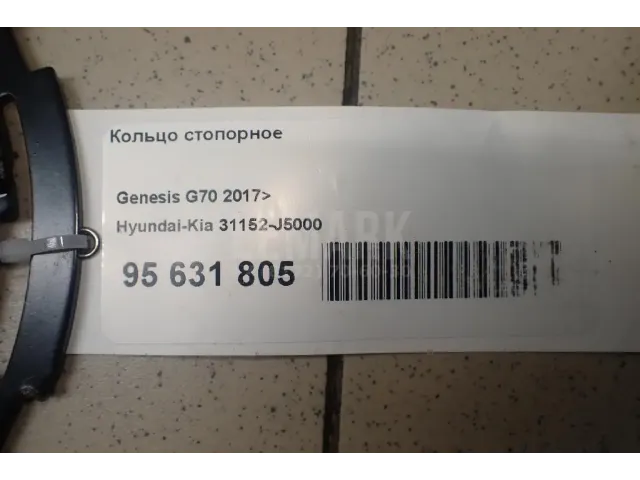 Кольцо стопорное
Genesis G70 2017>
Hyundai-Kia 31152-J5000
95 631 805